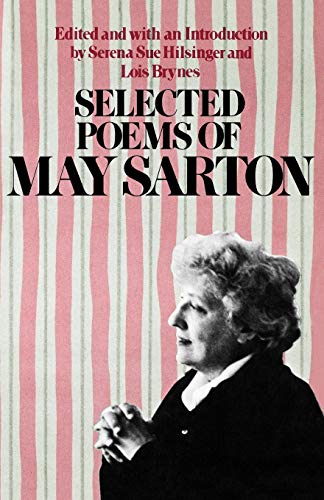 Edited and with an Introduction
by Serena Sue Hilsinger and
Lois Brynes
SELECTED
POEMS OF
MAY SARTON